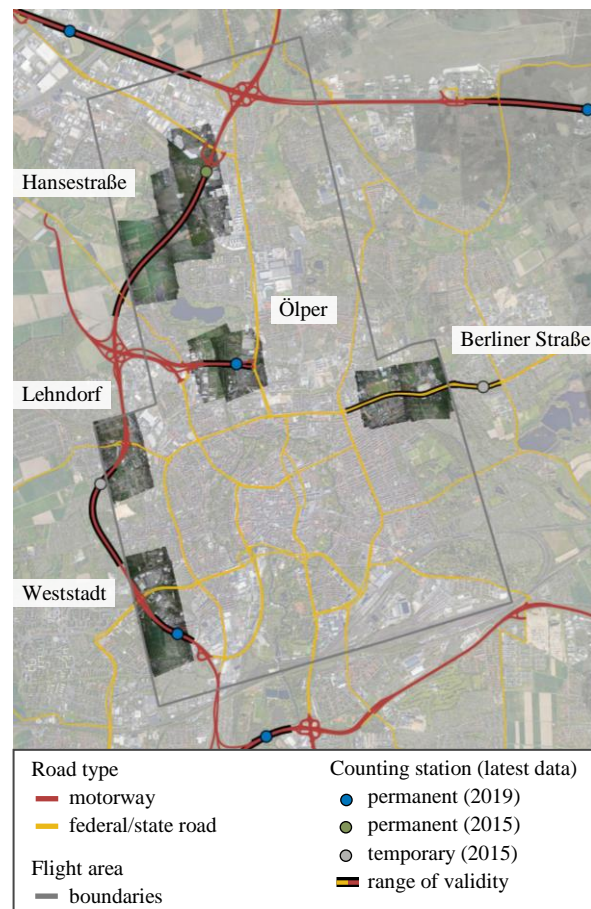 Hansestraße
Ölper
Berliner Straße
Lehndorf
Weststadt
Road type
motorway
federal/state road
Flight area
boundaries
Counting station (latest data)
permanent (2019)
permanent (2015)
temporary (2015)
range of validity